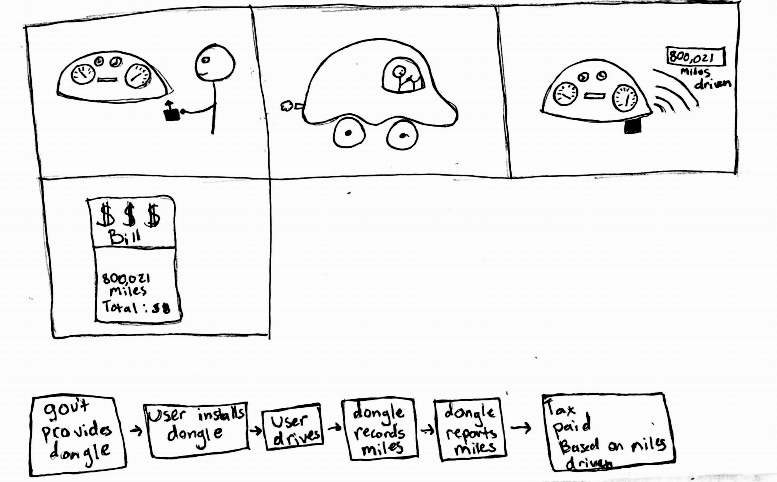 800,021
miles
driven
$ $ $
Bill
800,021
miles
Total: $8
gov't
provides
dongle
User installs
dongle
User
drives
dongle
records
miles
dongle
reports
miles
Tax
paid
Based on miles
driven